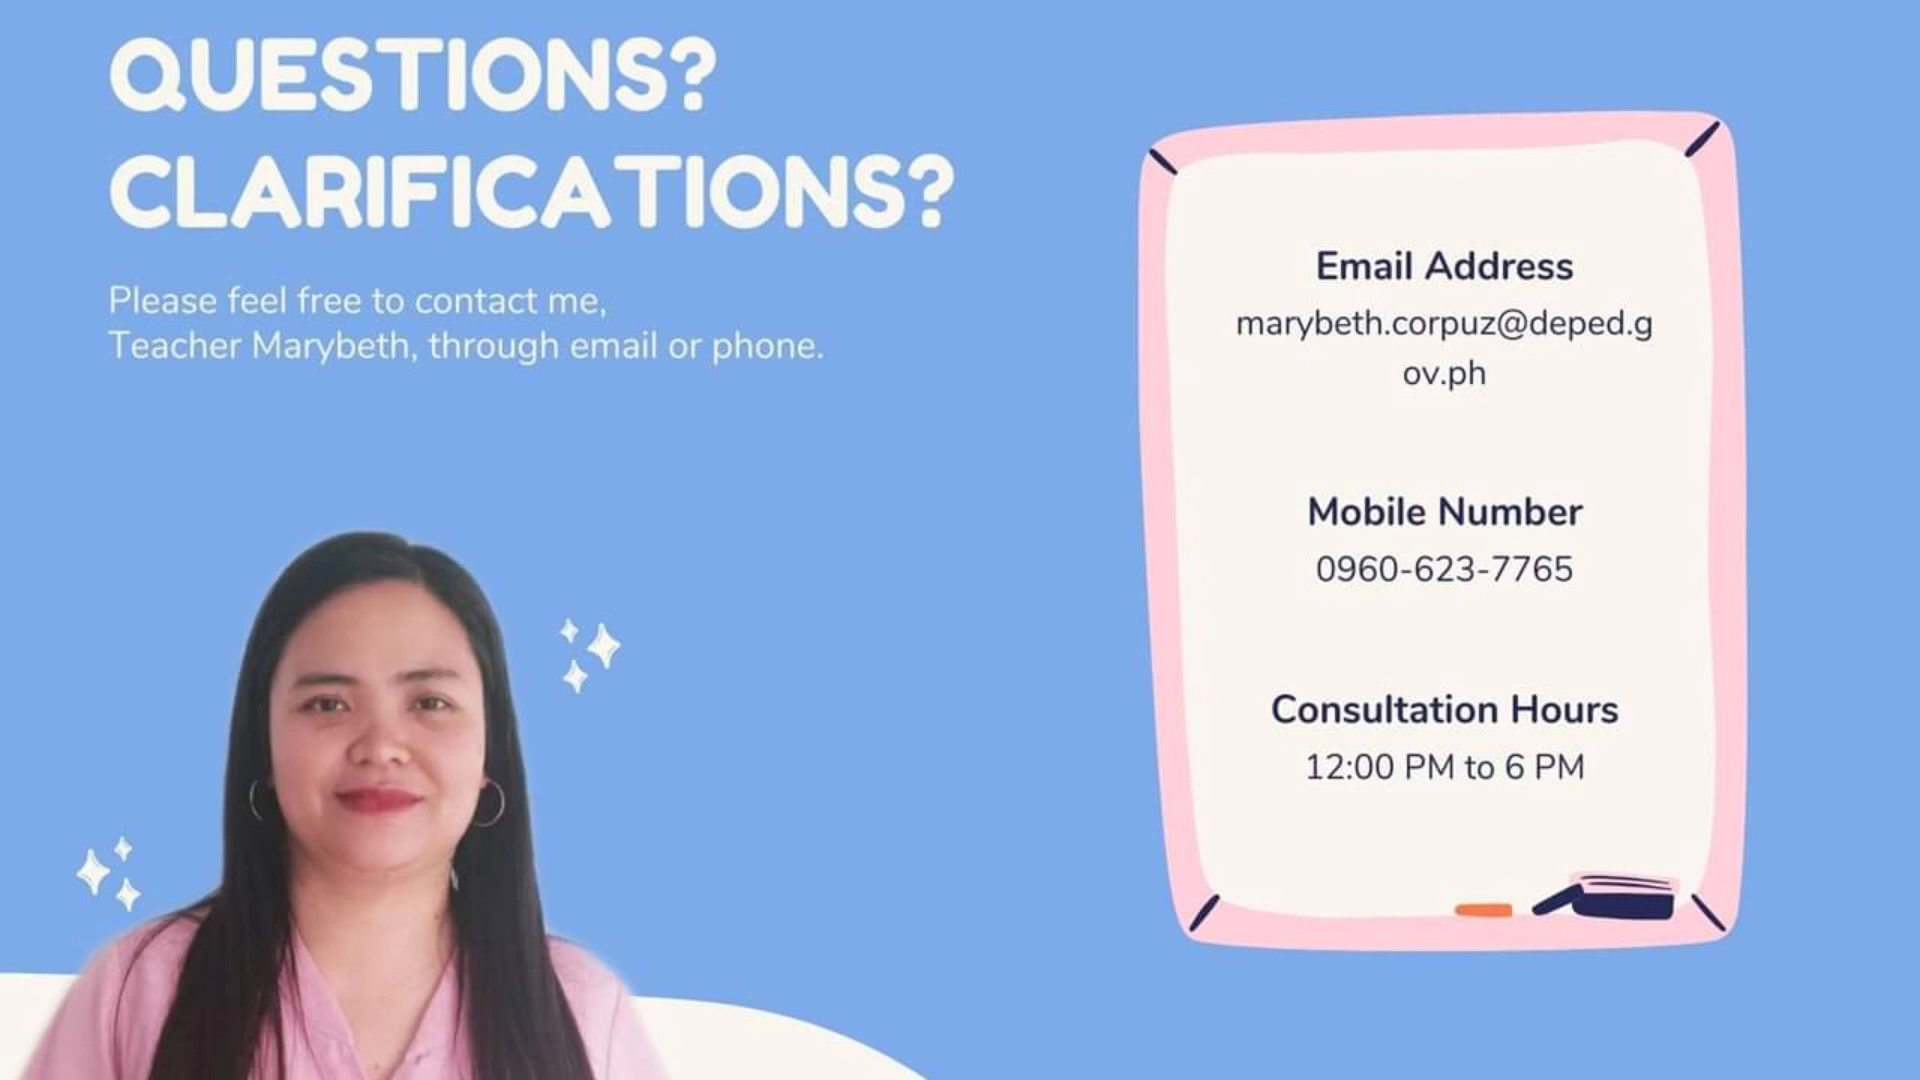 QUESTIONS?
CLARIFICATIONS?
Please feel free to contact me,
Teacher Marybeth, through email or phone.
Email Address
marybeth.corpuz@deped.g
ov.ph
Mobile Number
0960-623-7765
Consultation Hours
12:00 PM to 6 PM